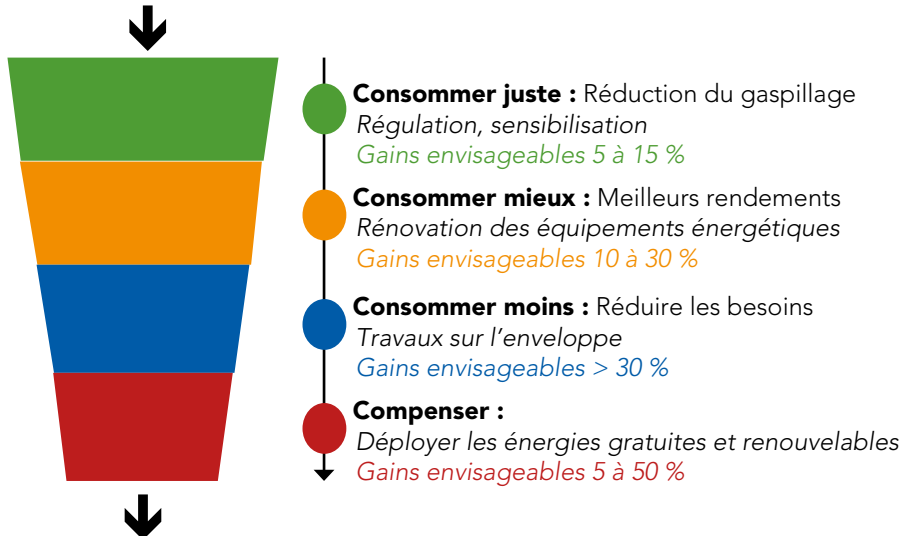 Consommer juste : Réduction du gaspillage
Régulation, sensibilisation
Gains envisageables 5 à 15 %
Consommer mieux : Meilleurs rendements
Rénovation des équipements énergétiques
Gains envisageables 10 à 30 %
Consommer moins : Réduire les besoins
Travaux sur l’enveloppe
Gains envisageables > 30 %
Compenser :
Déployer les énergies gratuites et renouvelables
Gains envisageables 5 à 50 %